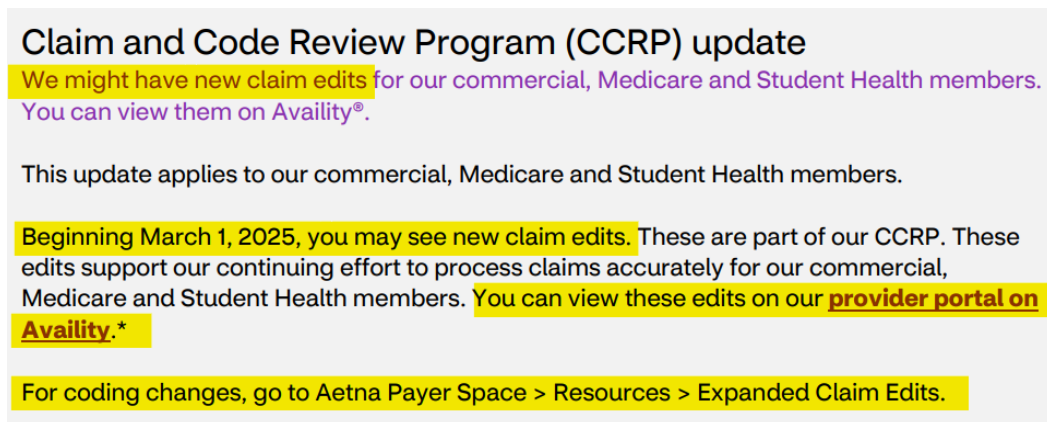 Claim and Code Review Program (CCRP) update
We might have new claim edits for our commercial, Medicare and Student Health members.
You can view them on Availity®.
This update applies to our commercial, Medicare and Student Health members.
Beginning March 1, 2025, you may see new claim edits. These are part of our CCRP. These
edits support our continuing effort to process claims accurately for our commercial,
Medicare and Student Health members. You can view these edits on our provider portal on
Availity.*
For coding changes, go to Aetna Payer Space > Resources > Expanded Claim Edits.